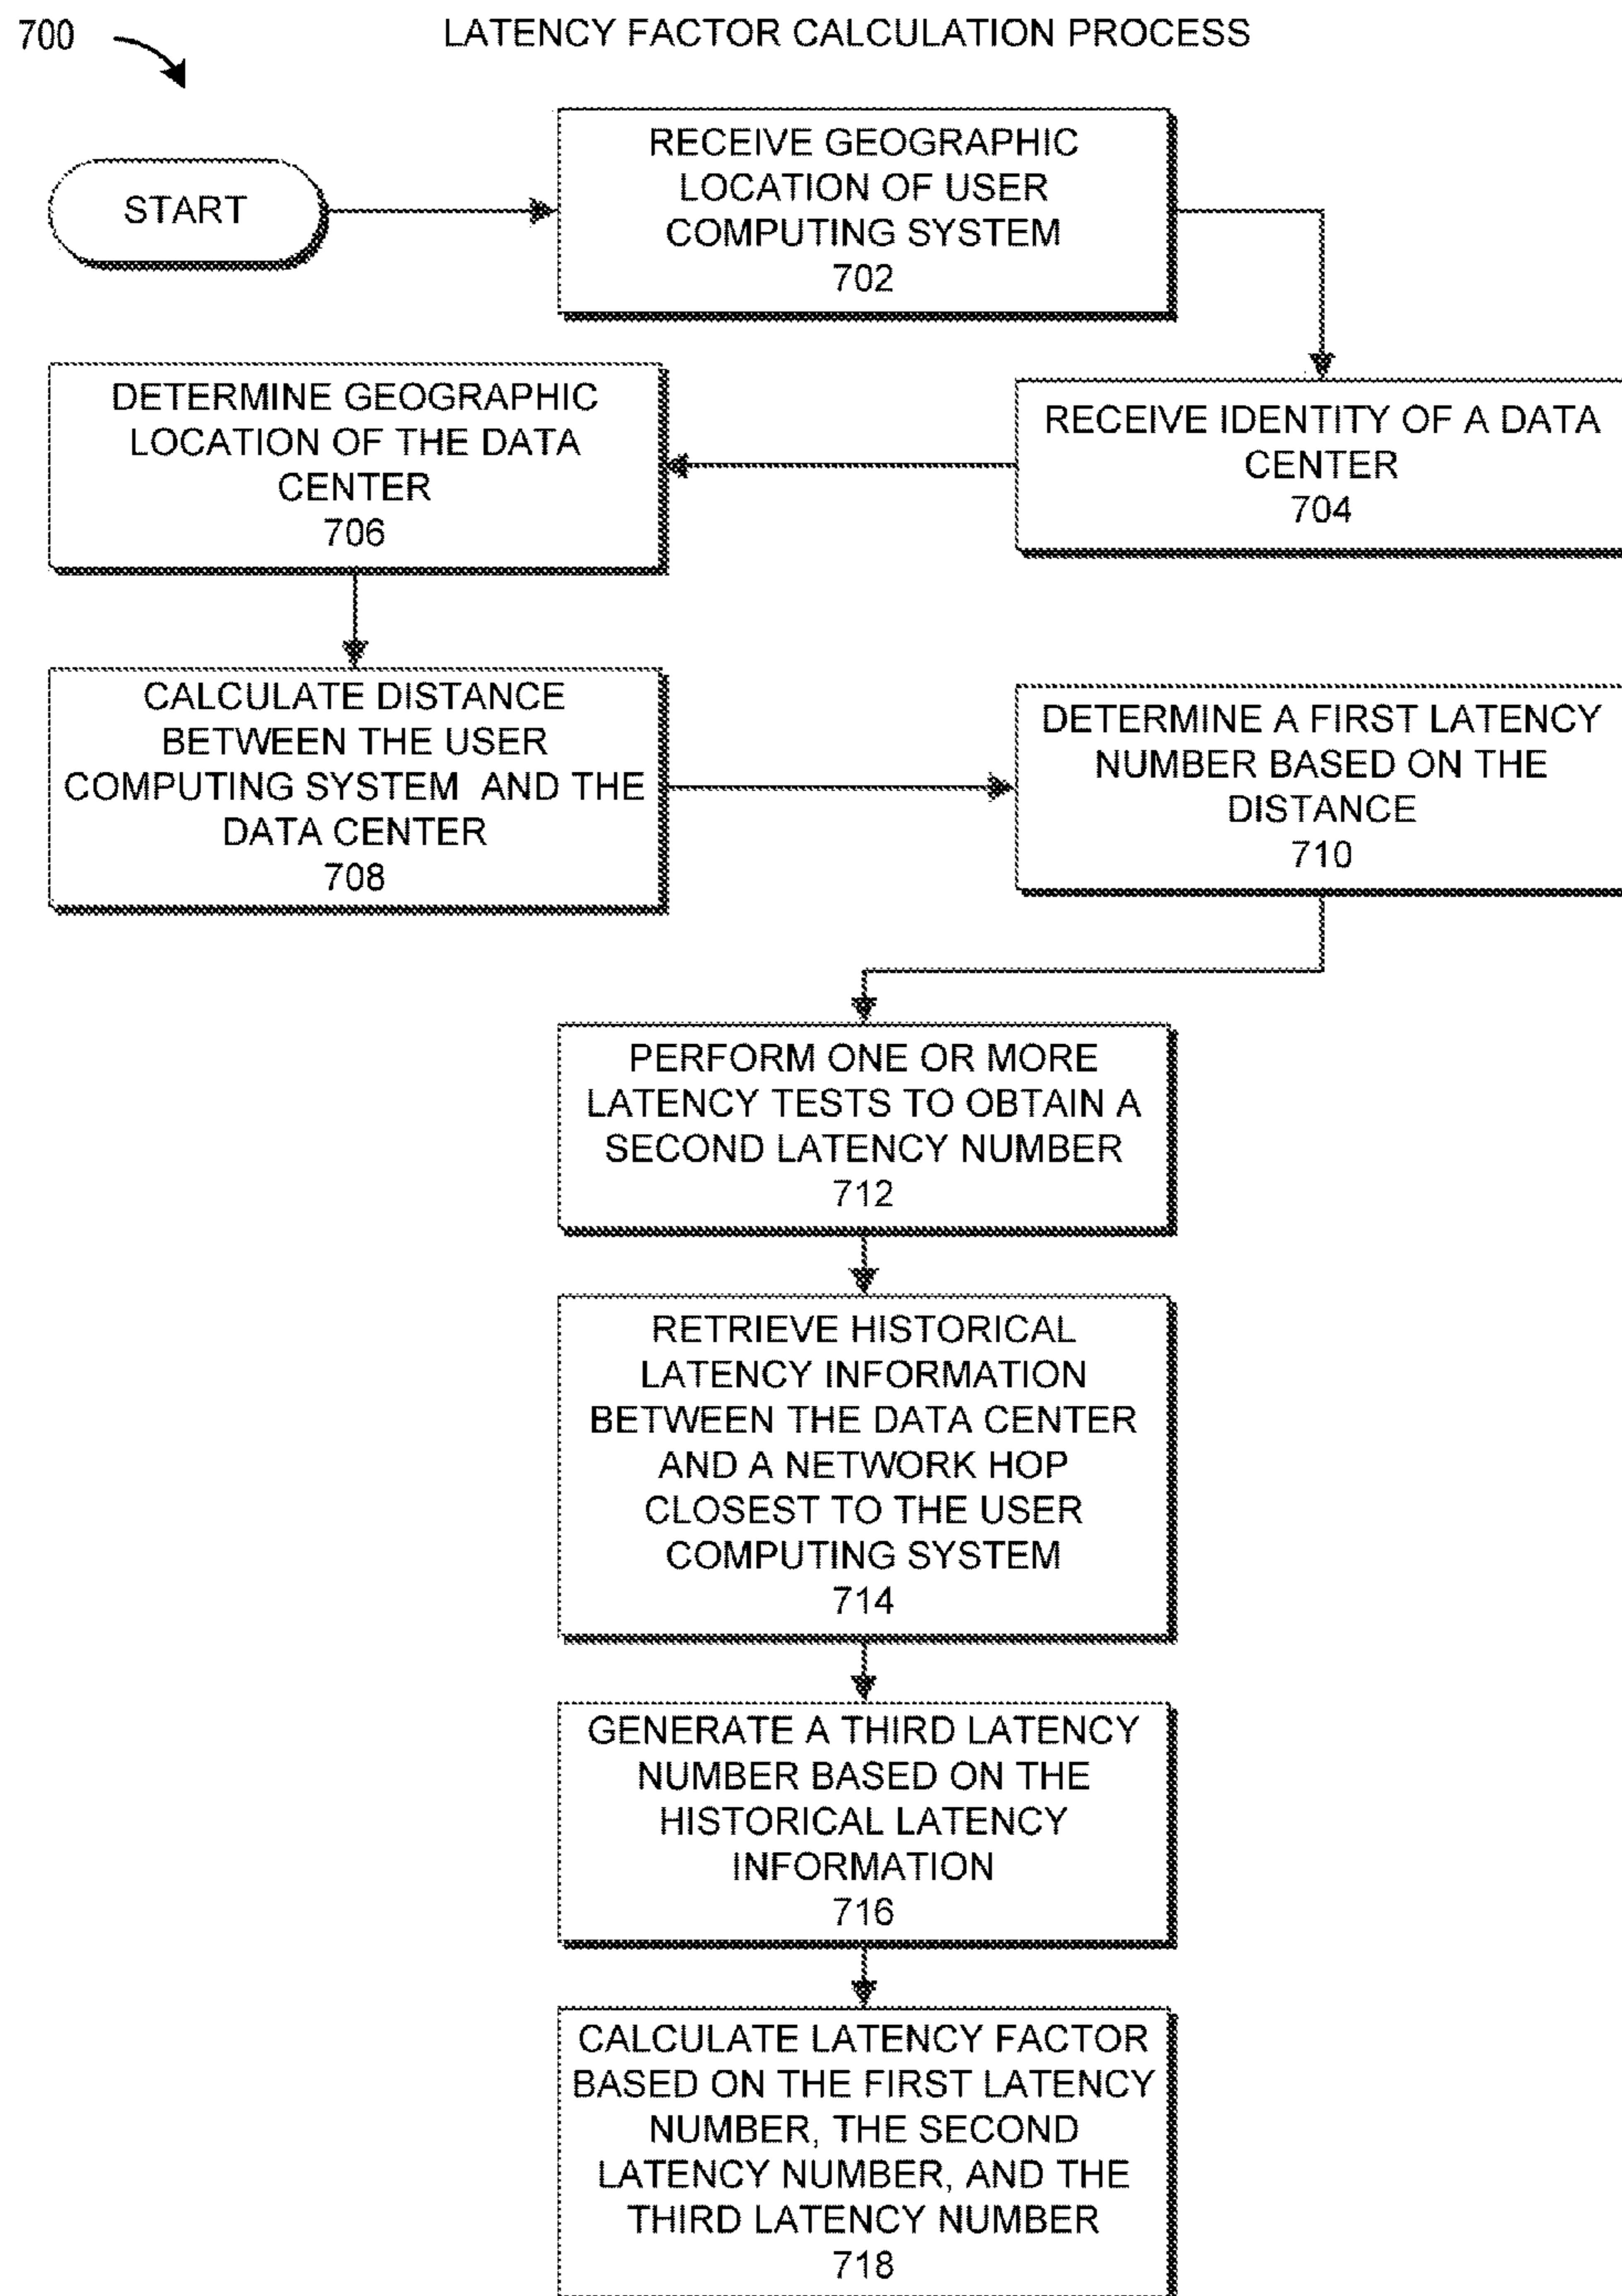 700
LATENCY FACTOR CALCULATION PROCESS
START
RECEIVE GEOGRAPHIC
LOCATION OF USER
COMPUTING SYSTEM
702
RECEIVE IDENTITY OF A DATA
CENTER
704
DETERMINE GEOGRAPHIC
LOCATION OF THE DATA
CENTER
706
CALCULATE DISTANCE
BETWEEN THE USER
COMPUTING SYSTEM AND THE
DATA CENTER
708
DETERMINE A FIRST LATENCY
NUMBER BASED ON THE
DISTANCE
710
PERFORM ONE OR MORE
LATENCY TESTS TO OBTAIN A
SECOND LATENCY NUMBER
712
RETRIEVE HISTORICAL
LATENCY INFORMATION
BETWEEN THE DATA CENTER
AND A NETWORK HOP
CLOSEST TO THE USER
COMPUTING SYSTEM
714
GENERATE A THIRD LATENCY
NUMBER BASED ON THE
HISTORICAL LATENCY
INFORMATION
716
CALCULATE LATENCY FACTOR
BASED ON THE FIRST LATENCY
NUMBER, THE SECOND
LATENCY NUMBER, AND THE
THIRD LATENCY NUMBER
718